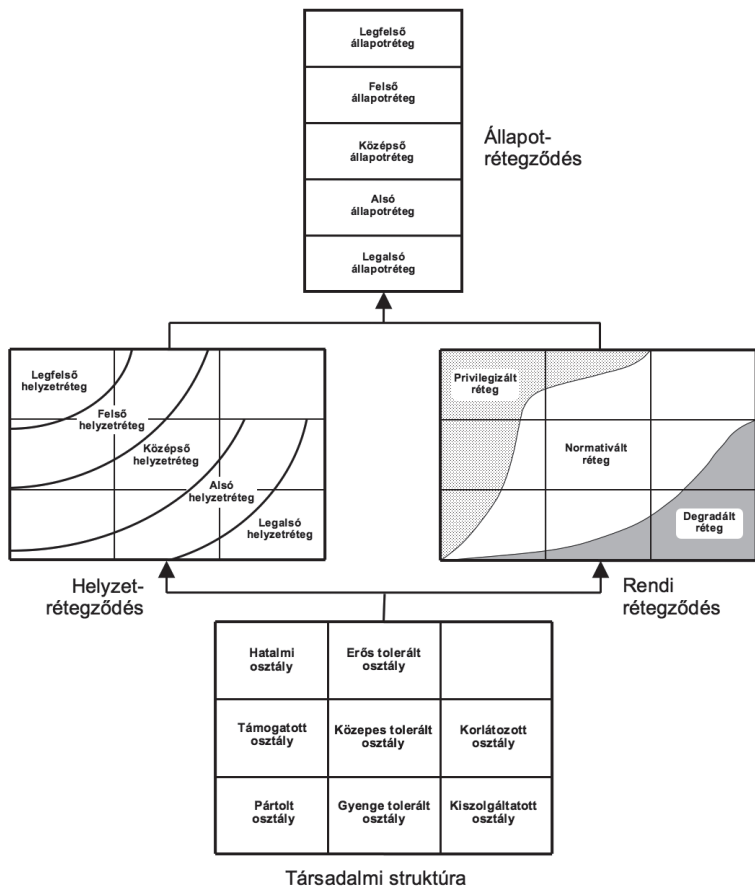 Legfelső
állapotréteg
Felső
állapotréteg
Középső
állapotréteg
Alsó
állapotréteg
Legalsó
állapotréteg
Állapot-
rétegződés
Legfelső
helyzetréteg
Felső
helyzetréteg
Középső
helyzetréteg
Alsó
helyzetréteg
Legalsó
helyzetréteg
Helyzet-
rétegződés
Privilegizált
réteg
Normativált
réteg
Degradált
réteg
Rendi
rétegződés
Hatalmi
osztály
Erős tolerált
osztály
Támogatott
osztály
Közepes tolerált
osztály
Korlátozott
osztály
Pártolt
osztály
Gyenge tolerált
osztály
Kiszolgáltatott
osztály
Társadalmi struktúra